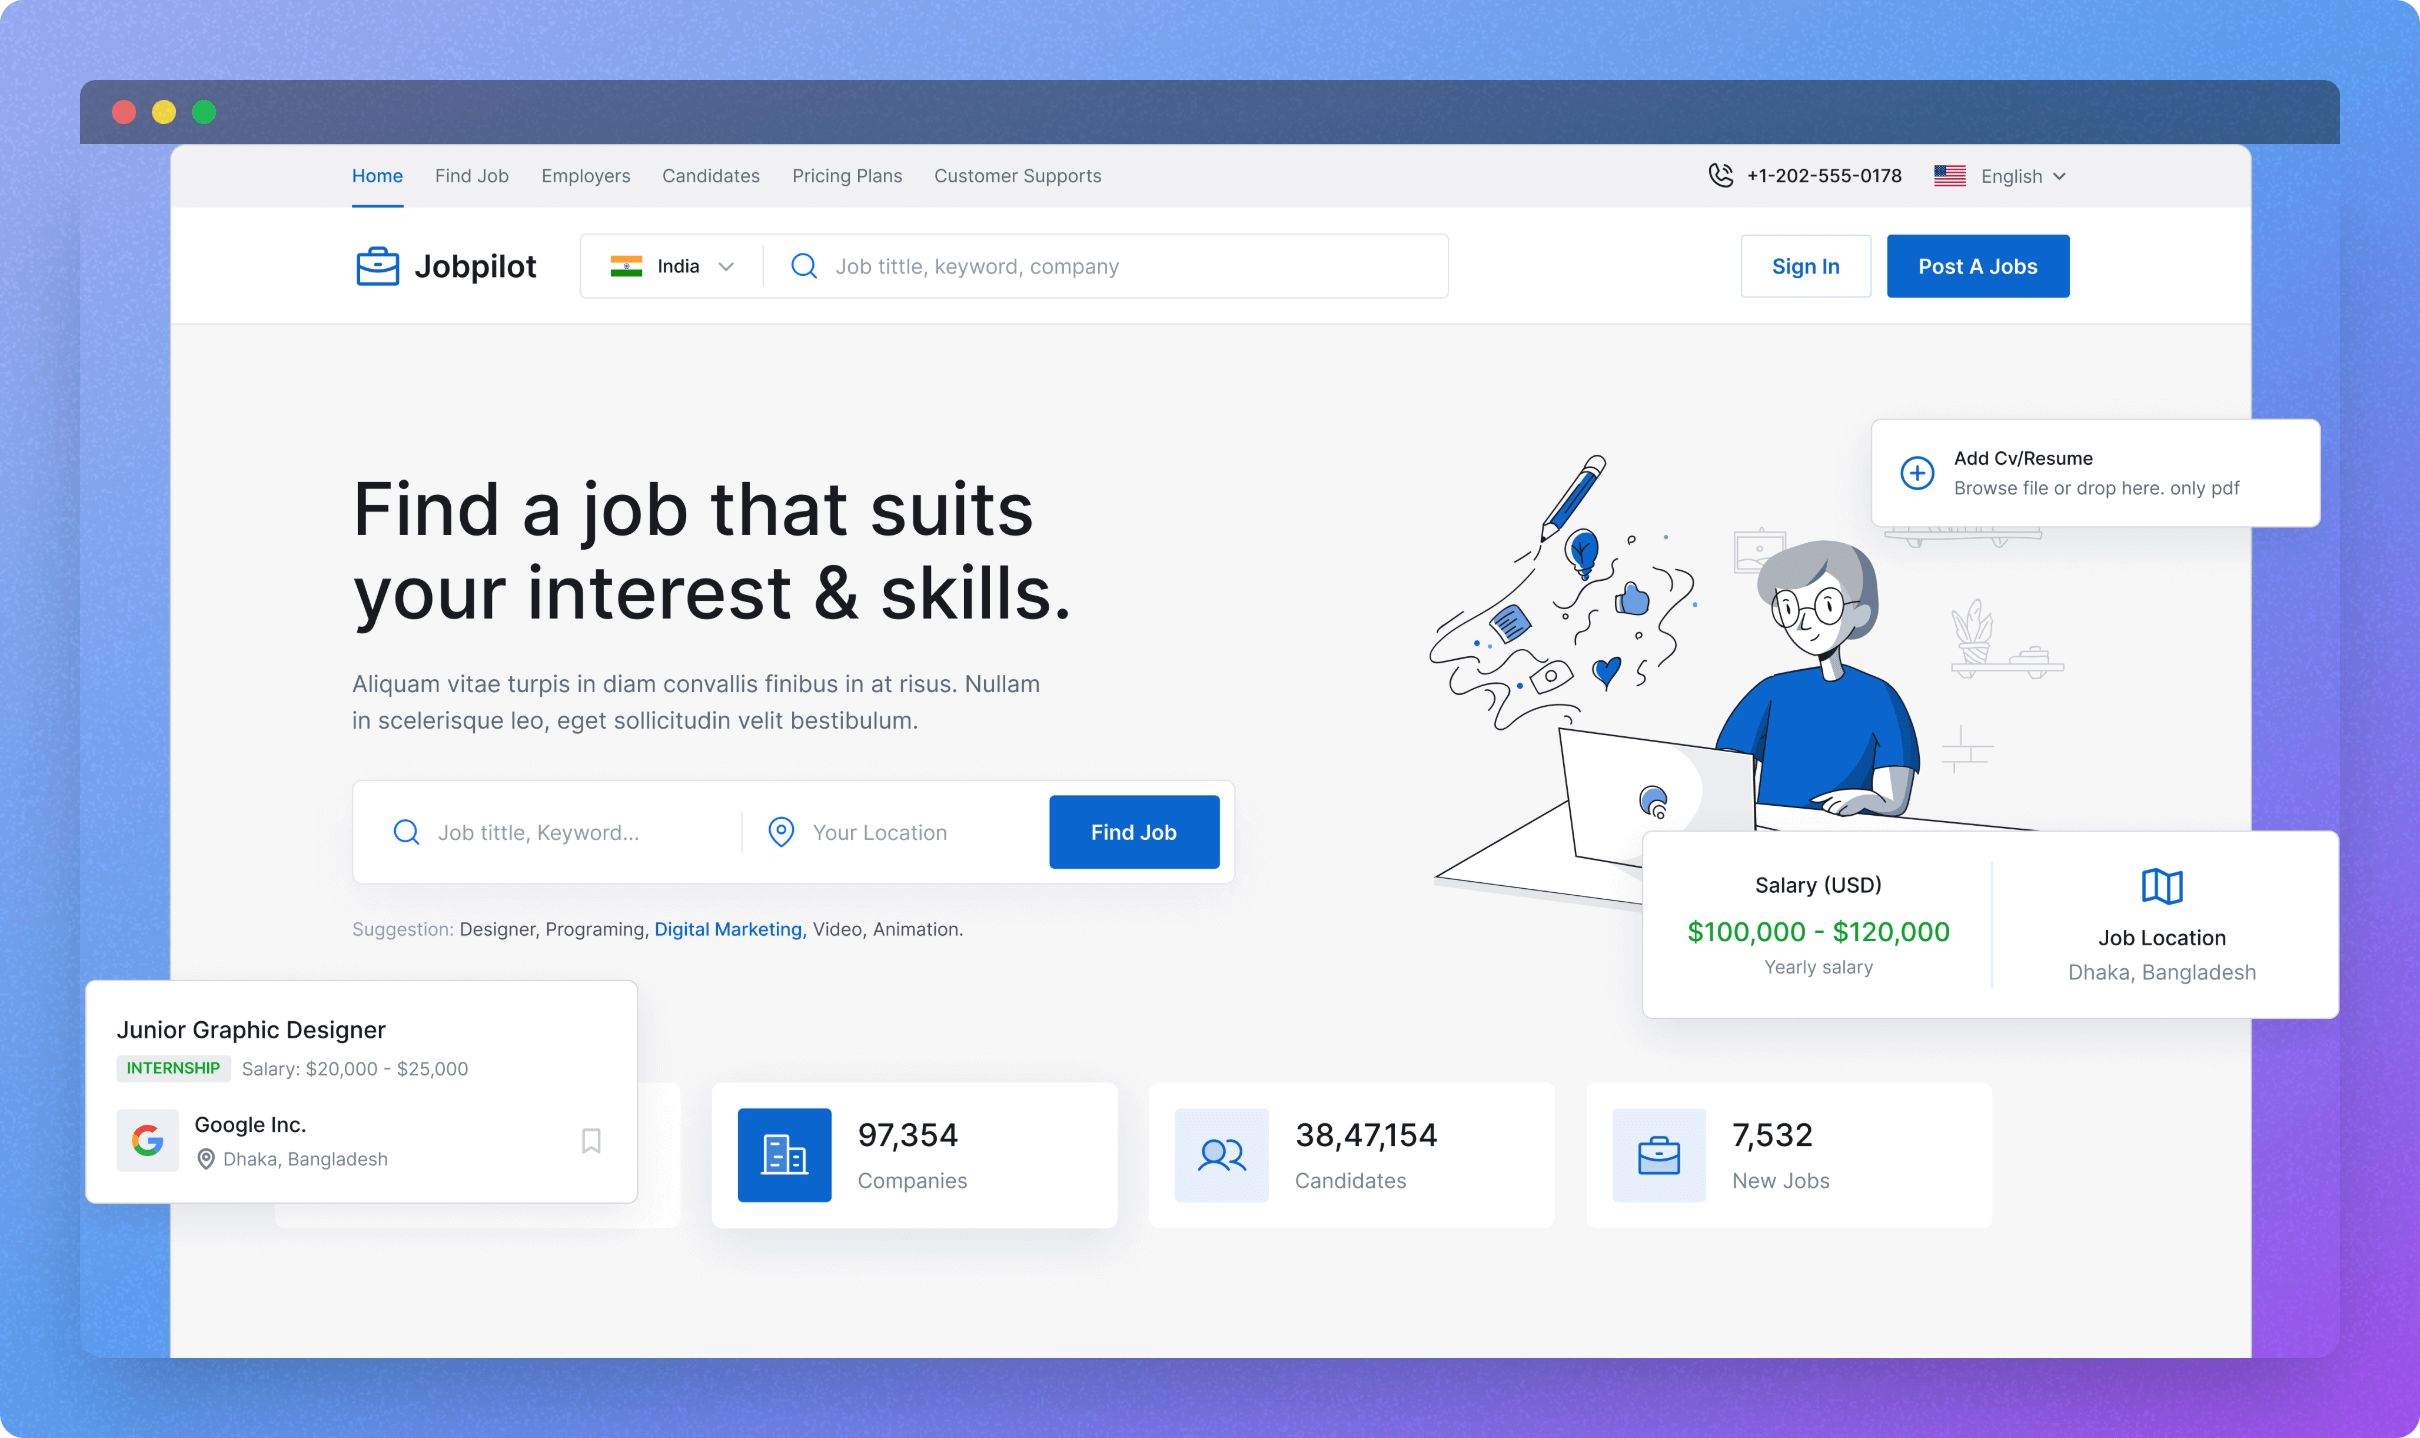 Home Find Job Employers Candidates Pricing Plans Customer Supports +1-202-555-0178 English
Jobpilot India Job tittle, keyword, company Sign In Post A Jobs
Add Cv/Resume
Browse file or drop here. only pdf
Find a job that suits
your interest & skills.
Aliquam vitae turpis in diam convallis finibus in at risus. Nullam
in scelerisque leo, eget sollicitudin velit bestibulum.
Job tittle, Keyword... Your Location Find Job
Suggestion: Designer, Programing, Digital Marketing, Video, Animation.
Salary (USD)
$100,000 - $120,000
Yearly salary
Job Location
Dhaka, Bangladesh
Junior Graphic Designer
INTERNSHIP Salary: $20,000 - $25,000
Google Inc.
Dhaka, Bangladesh
97,354
Companies
38,47,154
Candidates
7,532
New Jobs